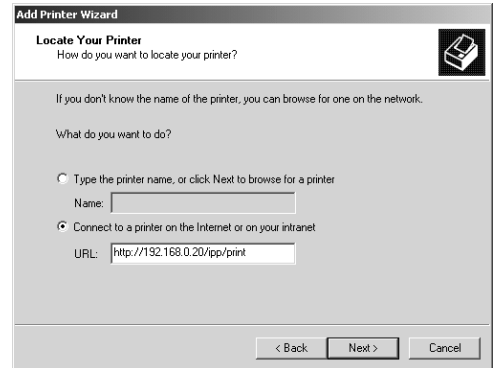 Add Printer Wizard
Locate Your Printer
How do you want to locate your printer?
If you don't know the name of the printer, you can browse for one on the network.
What do you want to do?
Type the printer name, or click Next to browse for a printer
Name:
Connect to a printer on the Internet or on your intranet
URL: http://192.168.0.20/ipp/print
< Back Next > Cancel